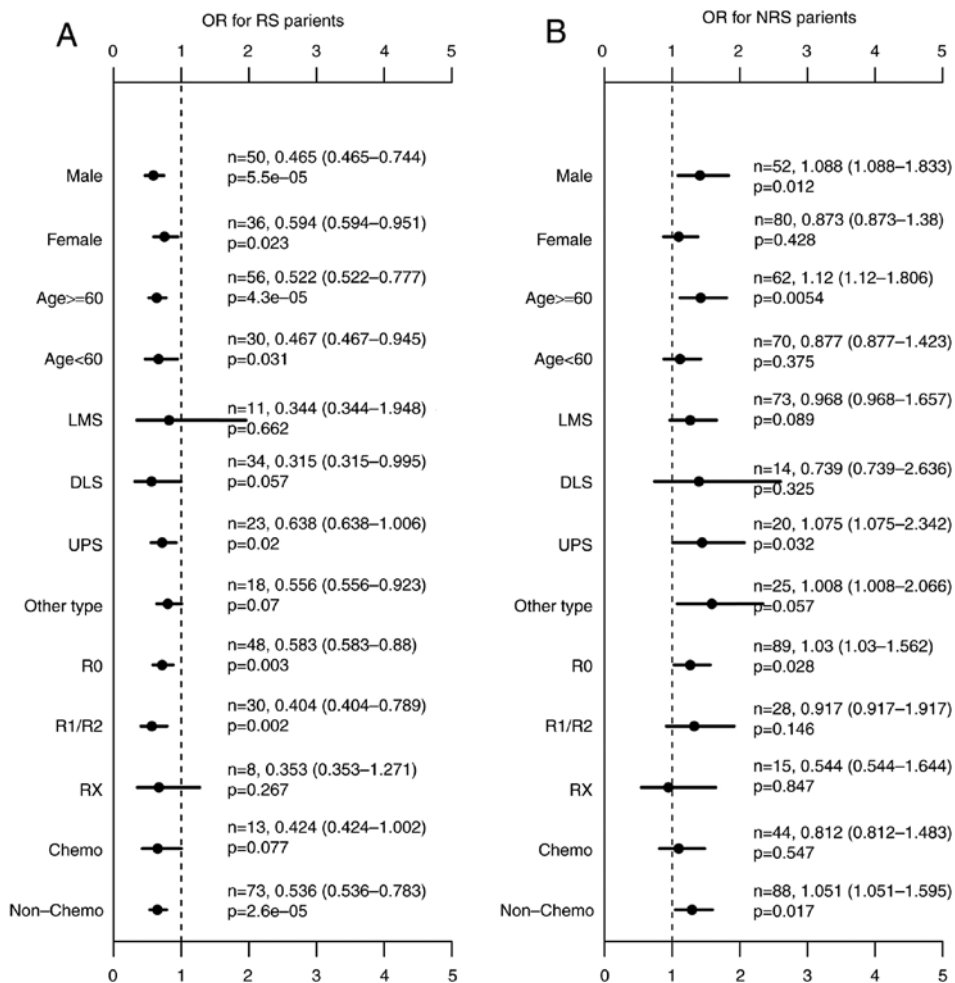 A
OR for RS parients
0 1 2 3 4 5
Male
n=50, 0.465 (0.465–0.744)
p=5.5e−05
Female
n=36, 0.594 (0.594–0.951)
p=0.023
Age>=60
n=56, 0.522 (0.522–0.777)
p=4.3e−05
Age<60
n=30, 0.467 (0.467–0.945)
p=0.031
LMS
n=11, 0.344 (0.344–1.948)
p=0.662
DLS
n=34, 0.315 (0.315–0.995)
p=0.057
UPS
n=23, 0.638 (0.638–1.006)
p=0.02
Other type
n=18, 0.556 (0.556–0.923)
p=0.07
R0
n=48, 0.583 (0.583–0.88)
p=0.003
R1/R2
n=30, 0.404 (0.404–0.789)
p=0.002
RX
n=8, 0.353 (0.353–1.271)
p=0.267
Chemo
n=13, 0.424 (0.424–1.002)
p=0.077
Non−Chemo
n=73, 0.536 (0.536–0.783)
p=2.6e−05
0 1 2 3 4 5
B
OR for NRS parients
0 1 2 3 4 5
Male
n=52, 1.088 (1.088–1.833)
p=0.012
Female
n=80, 0.873 (0.873–1.38)
p=0.428
Age>=60
n=62, 1.12 (1.12–1.806)
p=0.0054
Age<60
n=70, 0.877 (0.877–1.423)
p=0.375
LMS
n=73, 0.968 (0.968–1.657)
p=0.089
DLS
n=14, 0.739 (0.739–2.636)
p=0.325
UPS
n=20, 1.075 (1.075–2.342)
p=0.032
Other type
n=25, 1.008 (1.008–2.066)
p=0.057
R0
n=89, 1.03 (1.03–1.562)
p=0.028
R1/R2
n=28, 0.917 (0.917–1.917)
p=0.146
RX
n=15, 0.544 (0.544–1.644)
p=0.847
Chemo
n=44, 0.812 (0.812–1.483)
p=0.547
Non−Chemo
n=88, 1.051 (1.051–1.595)
p=0.017
0 1 2 3 4 5